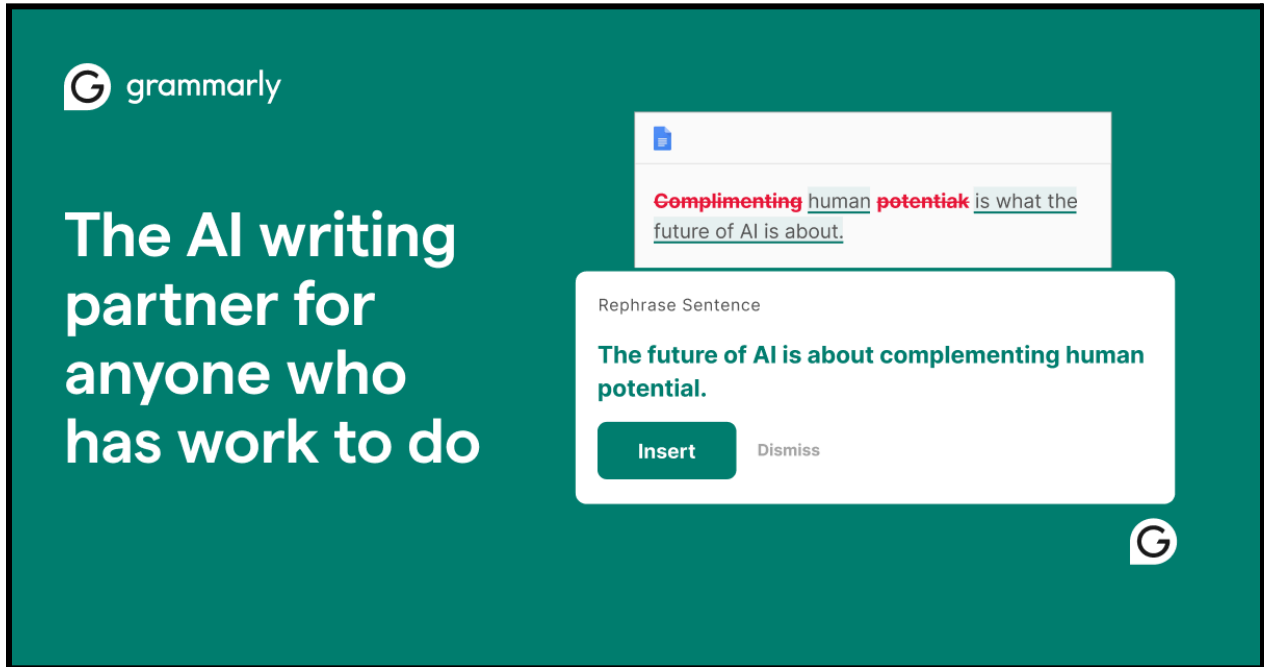 grammarly
The AI writing
partner for
anyone who
has work to do
Complimenting human potentiak is what the
future of AI is about.
Rephrase Sentence
The future of AI is about complementing human
potential.
Insert Dismiss